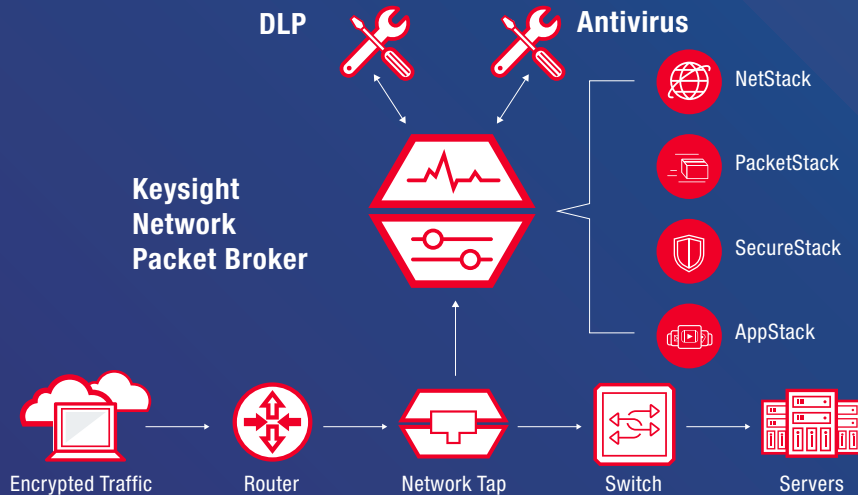 DLP
Antivirus
NetStack
PacketStack
SecureStack
AppStack
Keysight
Network
Packet Broker
Encrypted Traffic
Router
Network Tap
Switch
Servers